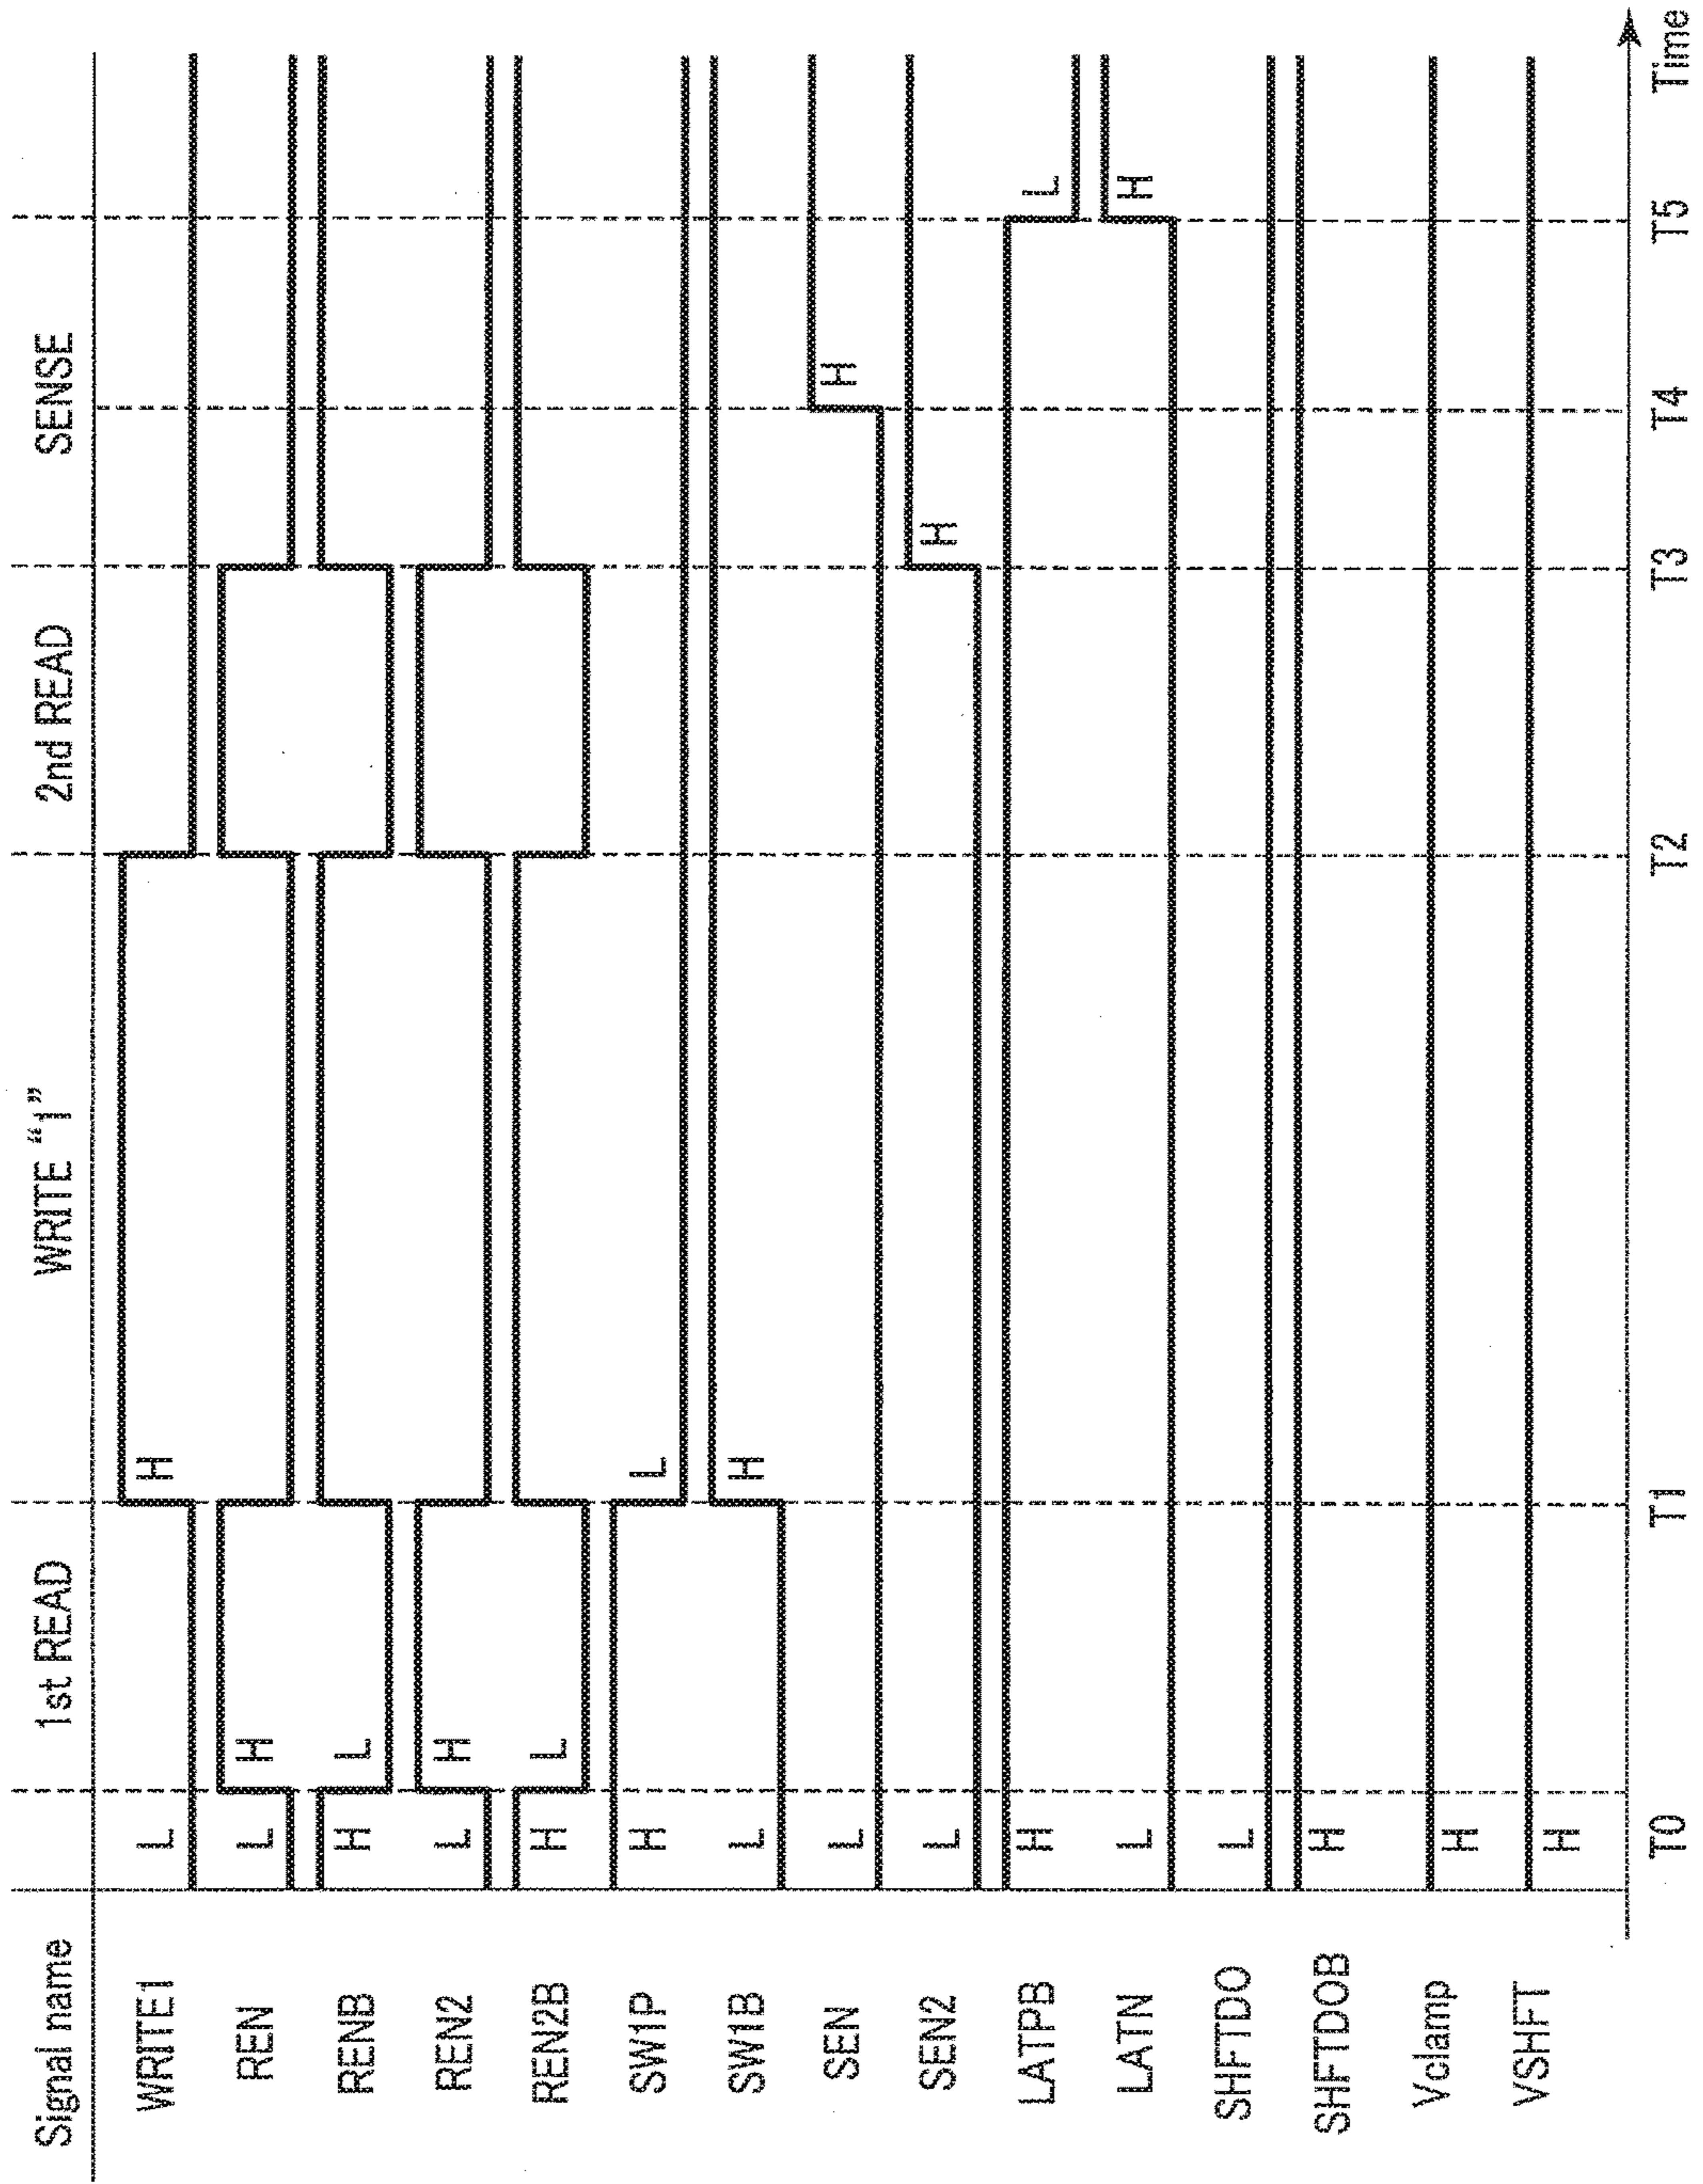 Signal name 1st READ WRITE “1” 2nd READ SENSE
WRITE1 L H
REN L H
RENB H L
REN2 L H
REN2B H L
SW1P H L
SW1B L H
SEN L H
SEN2 L H
LATPB H L
LATN L H
SHFTDO L
SHFTDOB H
Vclamp H
VSHFT H
T0 T1 T2 T3 T4 T5 Time